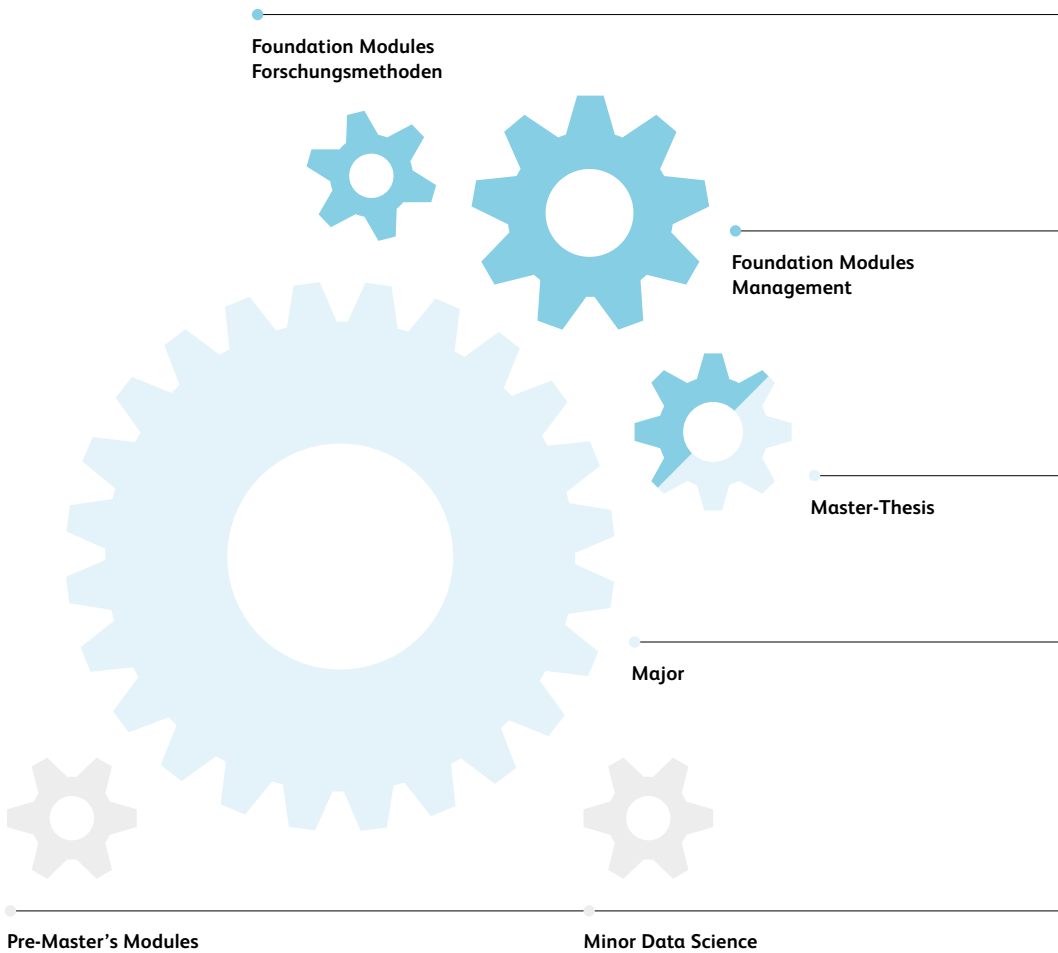 Foundation Modules
Forschungsmethoden
Foundation Modules
Management
Master-Thesis
Major
Pre-Master’s Modules
Minor Data Science